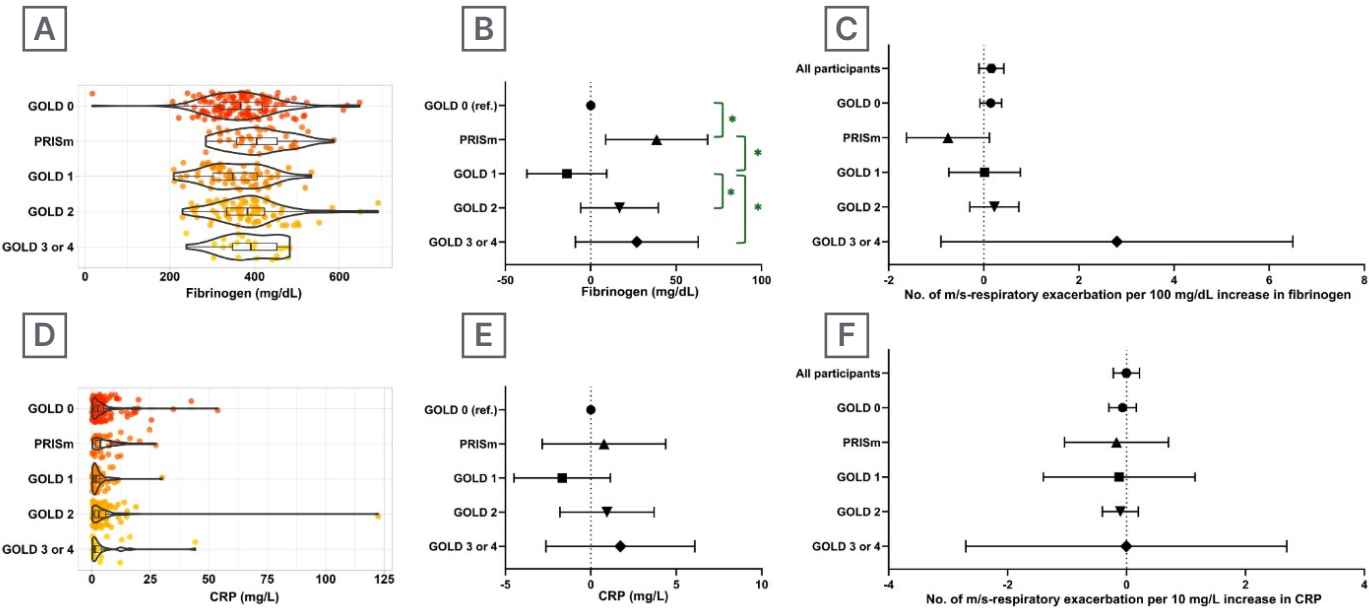 A
GOLD 0
PRISm
GOLD 1
GOLD 2
GOLD 3 or 4
0 200 400 600
Fibrinogen (mg/dL)
B
GOLD 0 (ref.)
PRISm
GOLD 1
GOLD 2
GOLD 3 or 4
*
*
*
*
-50 0 50 100
Fibrinogen (mg/dL)
C
All participants
GOLD 0
PRISm
GOLD 1
GOLD 2
GOLD 3 or 4
-2 0 2 4 6 8
No. of m/s-respiratory exacerbation per 100 mg/dL increase in fibrinogen
D
GOLD 0
PRISm
GOLD 1
GOLD 2
GOLD 3 or 4
0 25 50 75 100 125
CRP (mg/L)
E
GOLD 0 (ref.)
PRISm
GOLD 1
GOLD 2
GOLD 3 or 4
-5 0 5 10
CRP (mg/L)
F
All participants
GOLD 0
PRISm
GOLD 1
GOLD 2
GOLD 3 or 4
-4 -2 0 2 4
No. of m/s-respiratory exacerbation per 10 mg/L increase in CRP